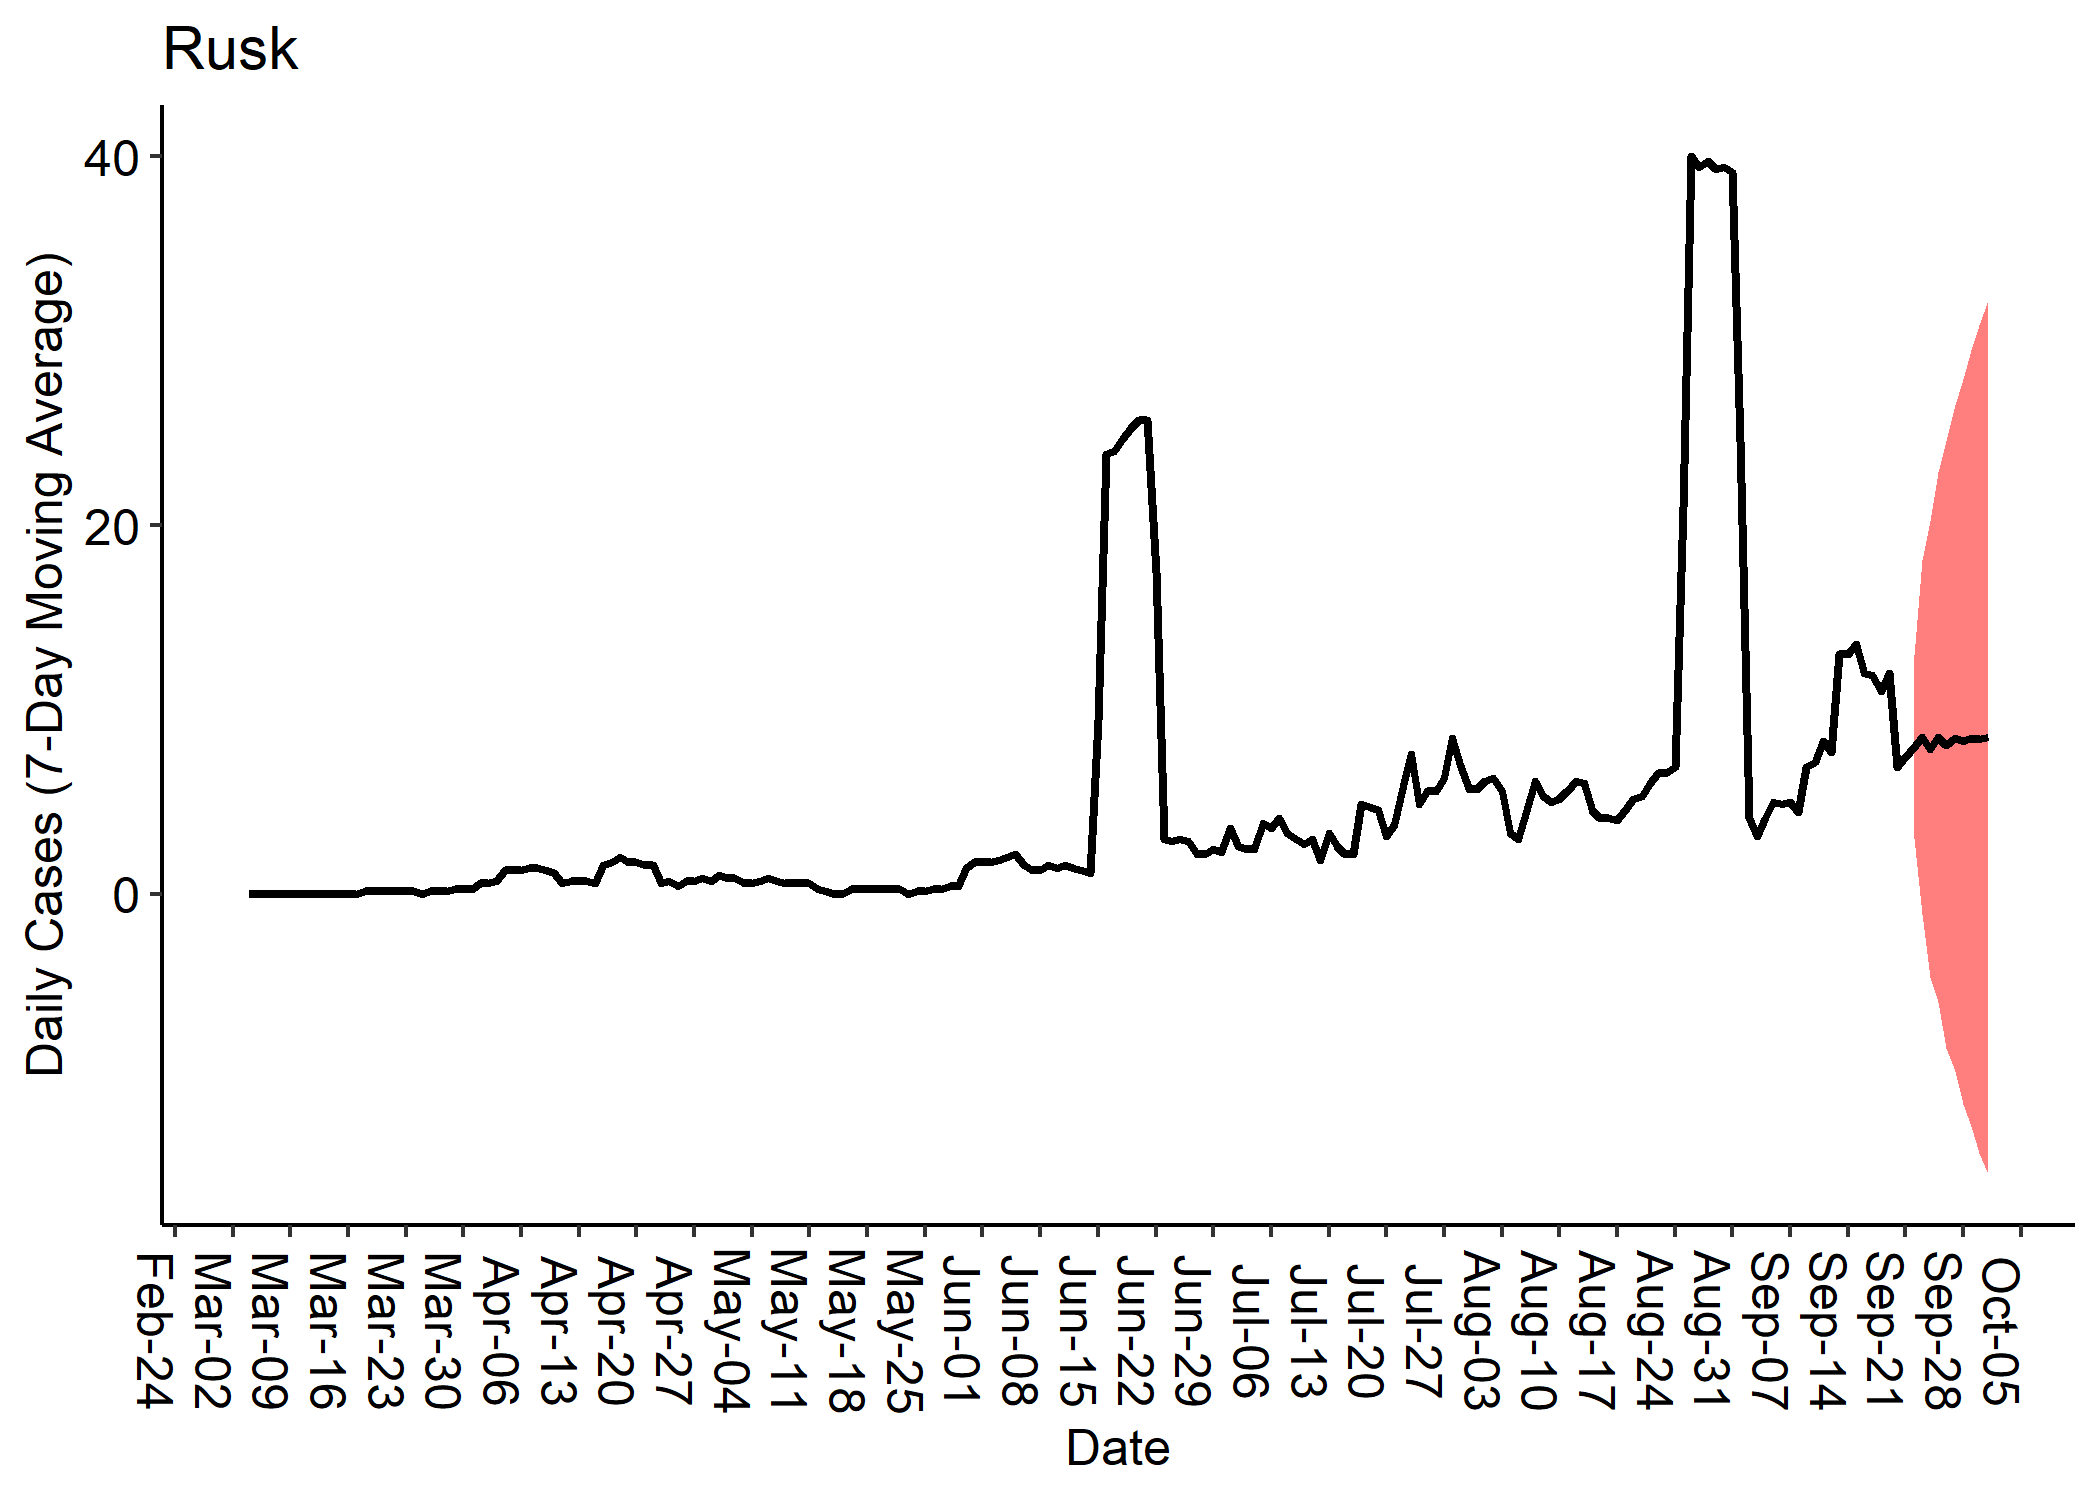 Rusk
Daily Cases (7-Day Moving Average)
40
20
0
Feb-24
Mar-02
Mar-09
Mar-16
Mar-23
Mar-30
Apr-06
Apr-13
Apr-20
Apr-27
May-04
May-11
May-18
May-25
Jun-01
Jun-08
Jun-15
Jun-22
Jun-29
Jul-06
Jul-13
Jul-20
Jul-27
Aug-03
Aug-10
Aug-17
Aug-24
Aug-31
Sep-07
Sep-14
Sep-21
Sep-28
Oct-05
Date